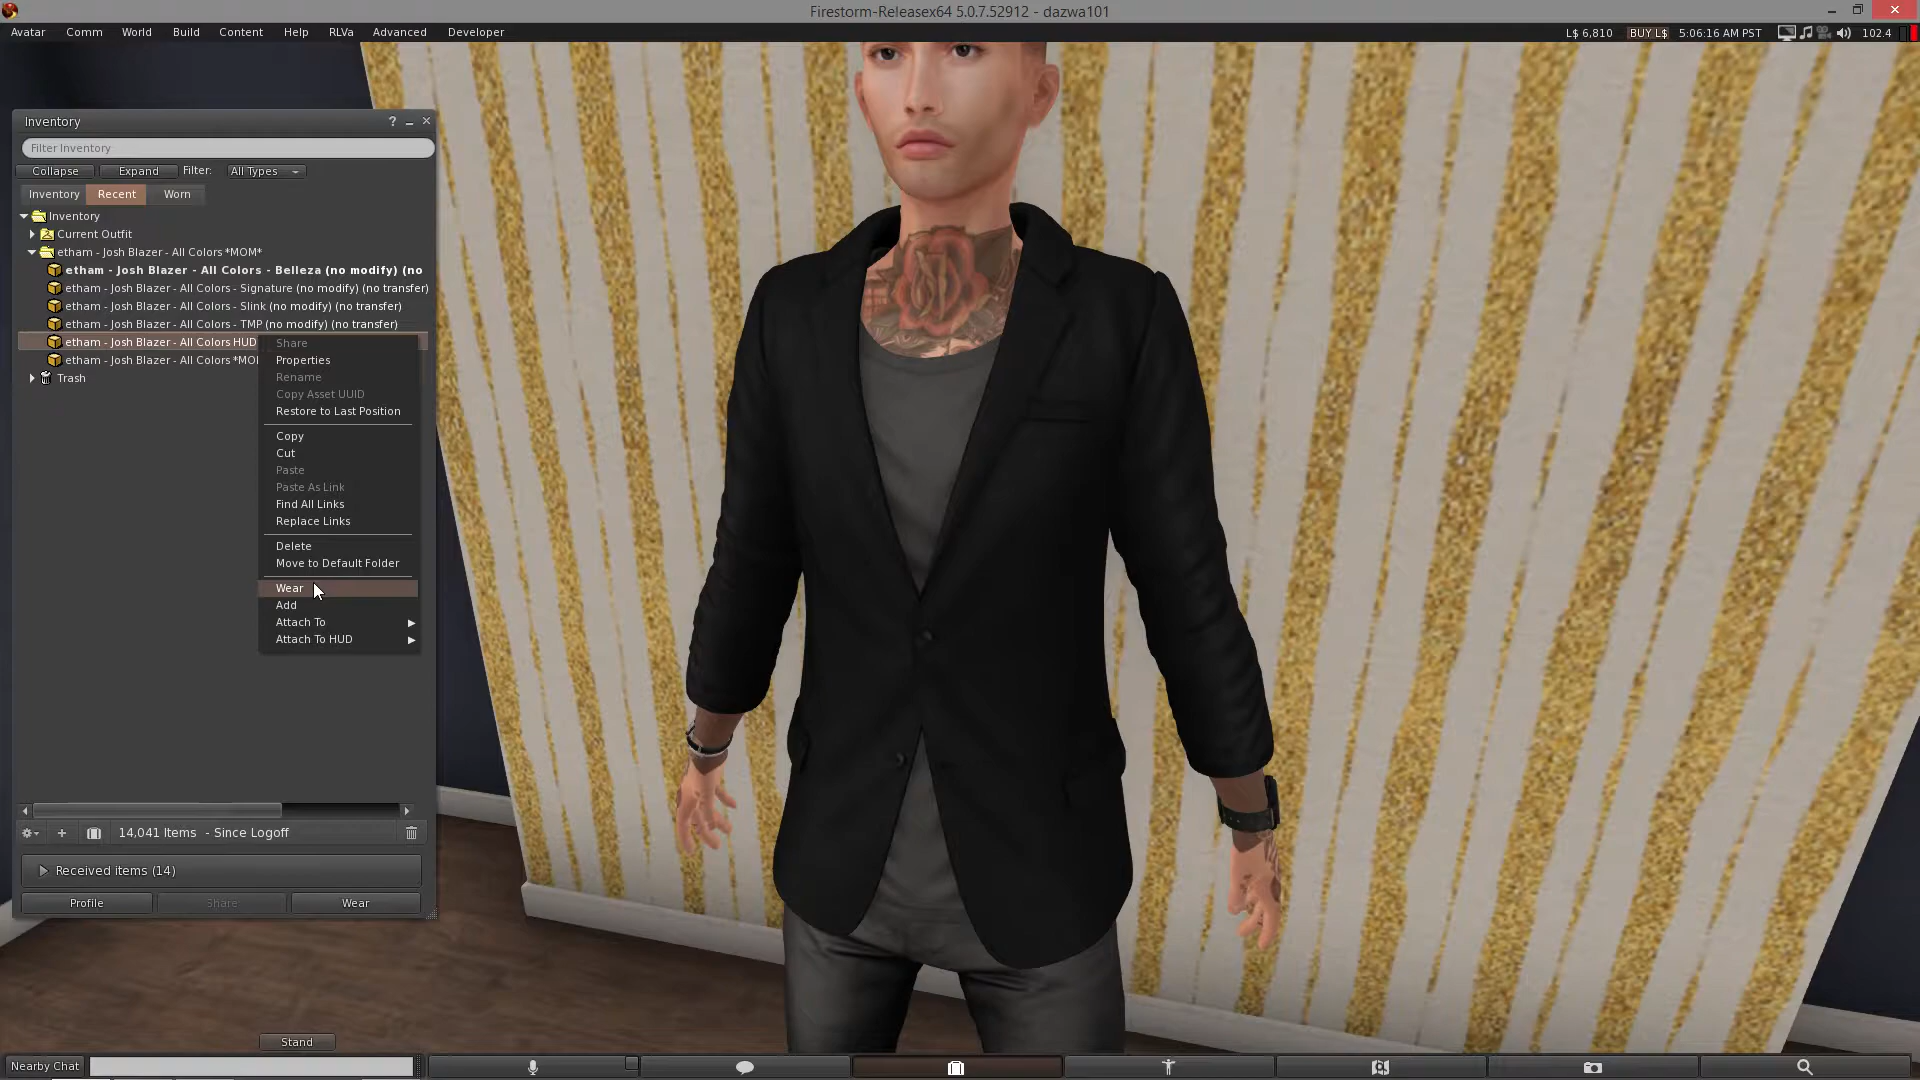 Firestorm-Releasex64 5.0.7.52912 - dazwa101
Avatar Comm World Build Content Help RLVa Advanced Developer
L$ 6,810 BUY L$ 5:06:16 AM PST 102.4
Inventory ?
Filter Inventory
Collapse Expand Filter: All Types
Inventory Recent Worn
Inventory
Current Outfit
etham - Josh Blazer - All Colors *MOM*
etham - Josh Blazer - All Colors - Belleza (no modify) (no
etham - Josh Blazer - All Colors - Signature (no modify) (no transfer)
etham - Josh Blazer - All Colors - Slink (no modify) (no transfer)
etham - Josh Blazer - All Colors - TMP (no modify) (no transfer)
etham - Josh Blazer - All Colors HUD
etham - Josh Blazer - All Colors *MO
Trash
Share
Properties
Rename
Copy Asset UUID
Restore to Last Position
Copy
Cut
Paste
Paste As Link
Find All Links
Replace Links
Delete
Move to Default Folder
Wear
Add
Attach To
Attach To HUD
14,041 Items - Since Logoff
Received items (14)
Profile Share Wear
Stand
Nearby Chat